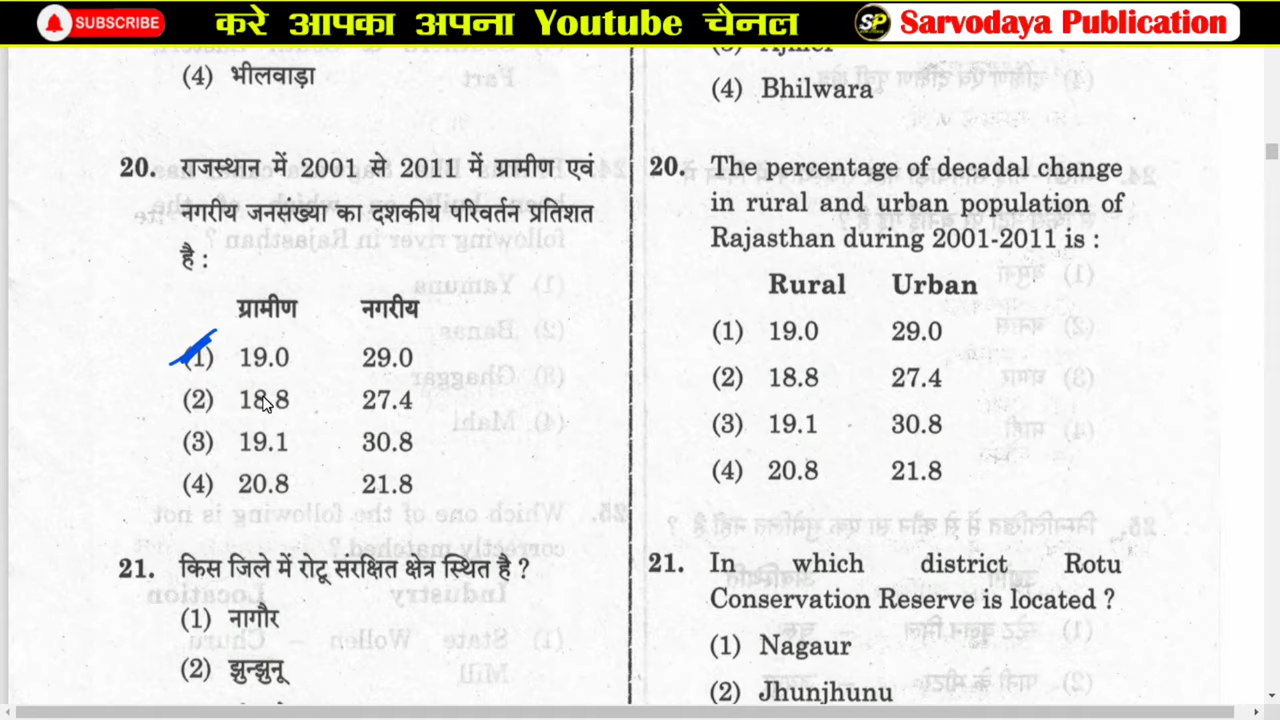 SUBSCRIBE करे आपका अपना Youtube चैनल SP Sarvodaya Publication
(4) भीलवाड़ा
20. राजस्थान में 2001 से 2011 में ग्रामीण एवं
नगरीय जनसंख्या का दशकीय परिवर्तन प्रतिशत
है :
ग्रामीण नगरीय
(1) 19.0 29.0
(2) 18.8 27.4
(3) 19.1 30.8
(4) 20.8 21.8
21. किस जिले में रोटू संरक्षित क्षेत्र स्थित है ?
(1) नागौर
(2) झुन्झुनू
(3) Ajmer
(4) Bhilwara
20. The percentage of decadal change
in rural and urban population of
Rajasthan during 2001-2011 is :
Rural Urban
(1) 19.0 29.0
(2) 18.8 27.4
(3) 19.1 30.8
(4) 20.8 21.8
21. In which district Rotu
Conservation Reserve is located ?
(1) Nagaur
(2) Jhunjhunu